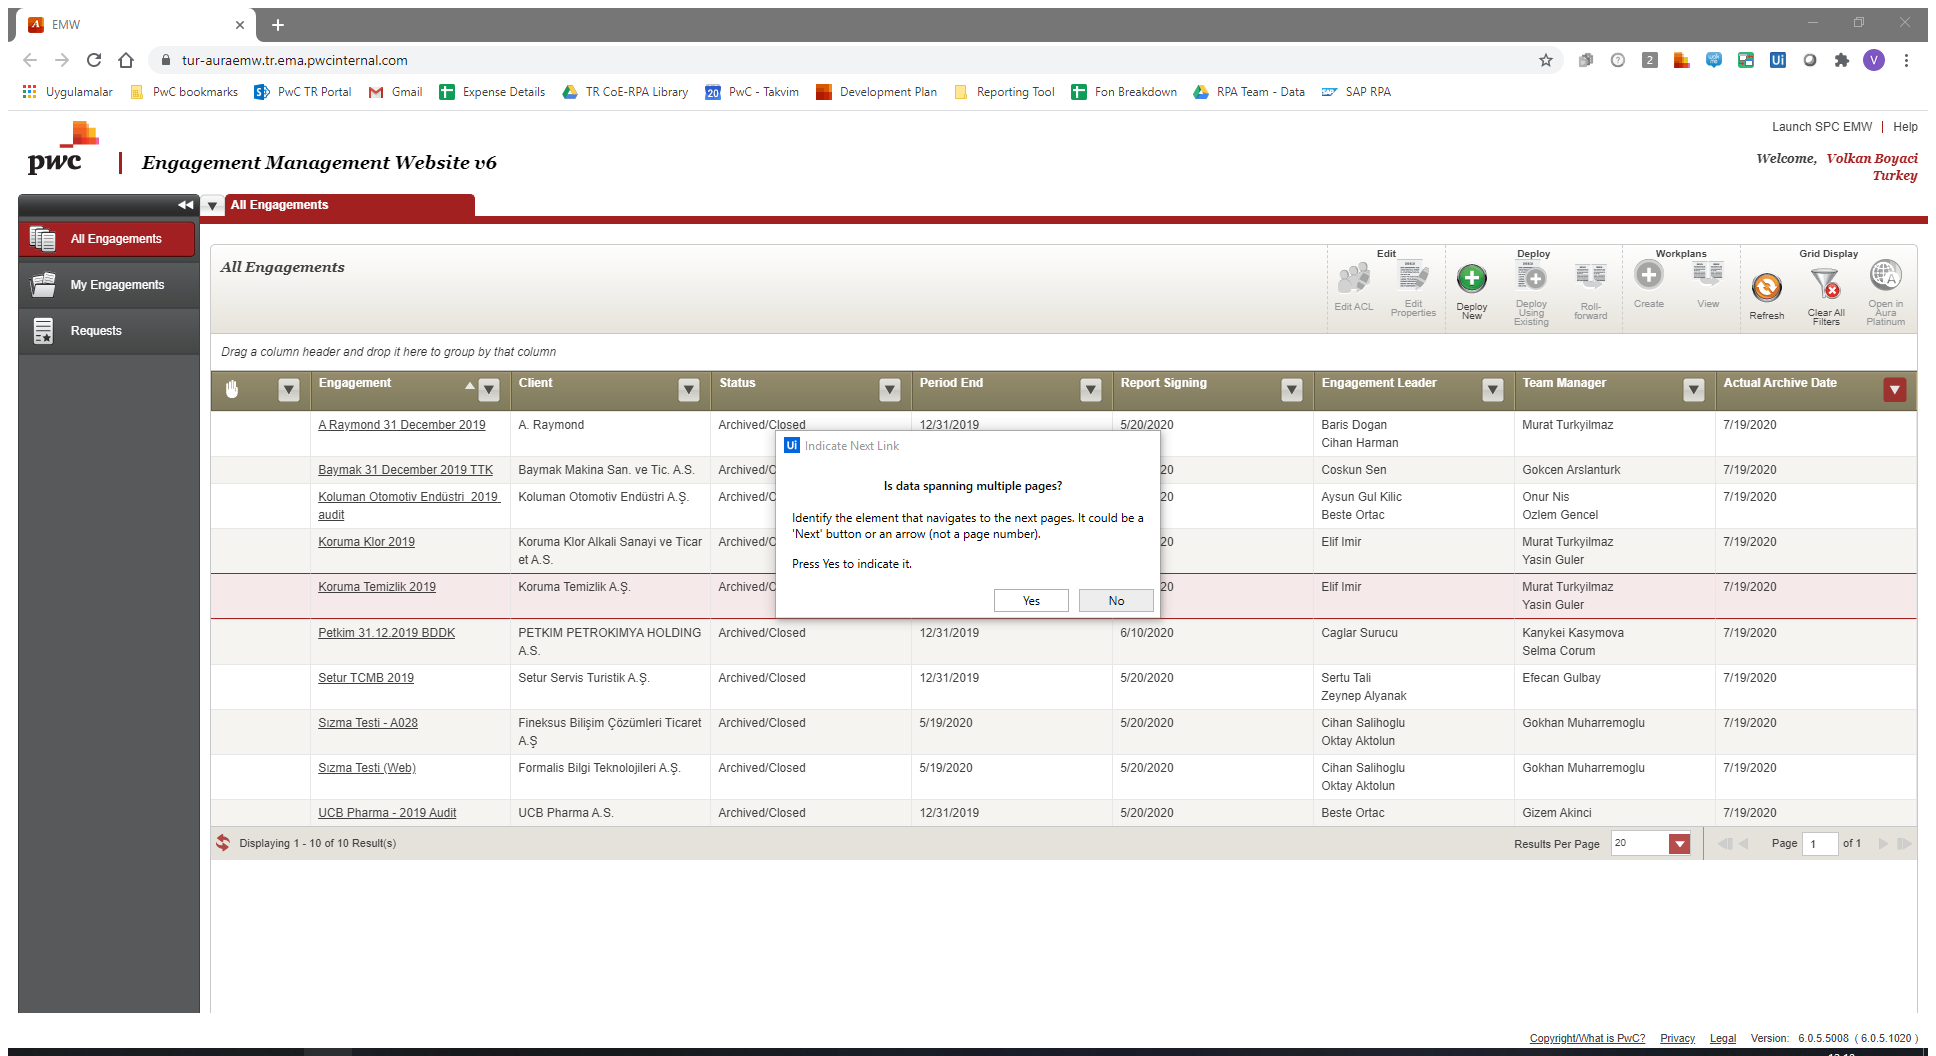 EMW
tur-auraemw.tr.ema.pwcinternal.com
2
Ui
V
Uygulamalar
PwC bookmarks
PwC TR Portal
Gmail
Expense Details
TR CoE-RPA Library
20
PwC - Takvim
Development Plan
Reporting Tool
Fon Breakdown
RPA Team - Data
SAP RPA
pwc
Engagement Management Website v6
Launch SPC EMW | Help
Welcome, Volkan Boyaci
Turkey
All Engagements
All Engagements
My Engagements
Requests
All Engagements
Edit
Edit ACL
Edit Properties
Deploy
Deploy New
Deploy Using Existing
Roll-forward
Workplans
Create
View
Grid Display
Refresh
Clear All Filters
Open in Aura Platinum
Drag a column header and drop it here to group by that column
Engagement Client Status Period End Report Signing Engagement Leader Team Manager Actual Archive Date
A Raymond 31 December 2019 A. Raymond Archived/Closed 12/31/2019 5/20/2020 Baris Dogan Murat Turkyilmaz 7/19/2020
Cihan Harman
Baymak 31 December 2019 TTK Baymak Makina San. ve Tic. A.S. Archived/C 20 Coskun Sen Gokcen Arslanturk 7/19/2020
Koluman Otomotiv Endüstri 2019 Koluman Otomotiv Endüstri A.Ş. Archived/C 20 Aysun Gul Kilic Onur Nis 7/19/2020
audit Beste Ortac Ozlem Gencel
Koruma Klor 2019 Koruma Klor Alkali Sanayi ve Ticar Archived/C 20 Elif Imir Murat Turkyilmaz 7/19/2020
et A.S. Yasin Guler
Koruma Temizlik 2019 Koruma Temizlik A.Ş. Archived/C 20 Elif Imir Murat Turkyilmaz 7/19/2020
Yasin Guler
Petkim 31.12.2019 BDDK PETKIM PETROKIMYA HOLDING Archived/Closed 12/31/2019 6/10/2020 Caglar Surucu Kanykei Kasymova 7/19/2020
A.S. Selma Corum
Setur TCMB 2019 Setur Servis Turistik A.Ş. Archived/Closed 12/31/2019 5/20/2020 Sertu Tali Efecan Gulbay 7/19/2020
Zeynep Alyanak
Sızma Testi - A028 Fineksus Bilişim Çözümleri Ticaret Archived/Closed 5/19/2020 5/20/2020 Cihan Salihoglu Gokhan Muharremoglu 7/19/2020
A.Ş Oktay Aktolun
Sızma Testi (Web) Formalis Bilgi Teknolojileri A.Ş. Archived/Closed 5/19/2020 5/20/2020 Cihan Salihoglu Gokhan Muharremoglu 7/19/2020
Oktay Aktolun
UCB Pharma - 2019 Audit UCB Pharma A.S. Archived/Closed 12/31/2019 5/20/2020 Beste Ortac Gizem Akinci 7/19/2020
Ui Indicate Next Link
Is data spanning multiple pages?
Identify the element that navigates to the next pages. It could be a
'Next' button or an arrow (not a page number).
Press Yes to indicate it.
Yes No
Displaying 1 - 10 of 10 Result(s)
Results Per Page 20 Page 1 of 1
Copyright/What is PwC? Privacy Legal Version: 6.0.5.5008 ( 6.0.5.1020 )